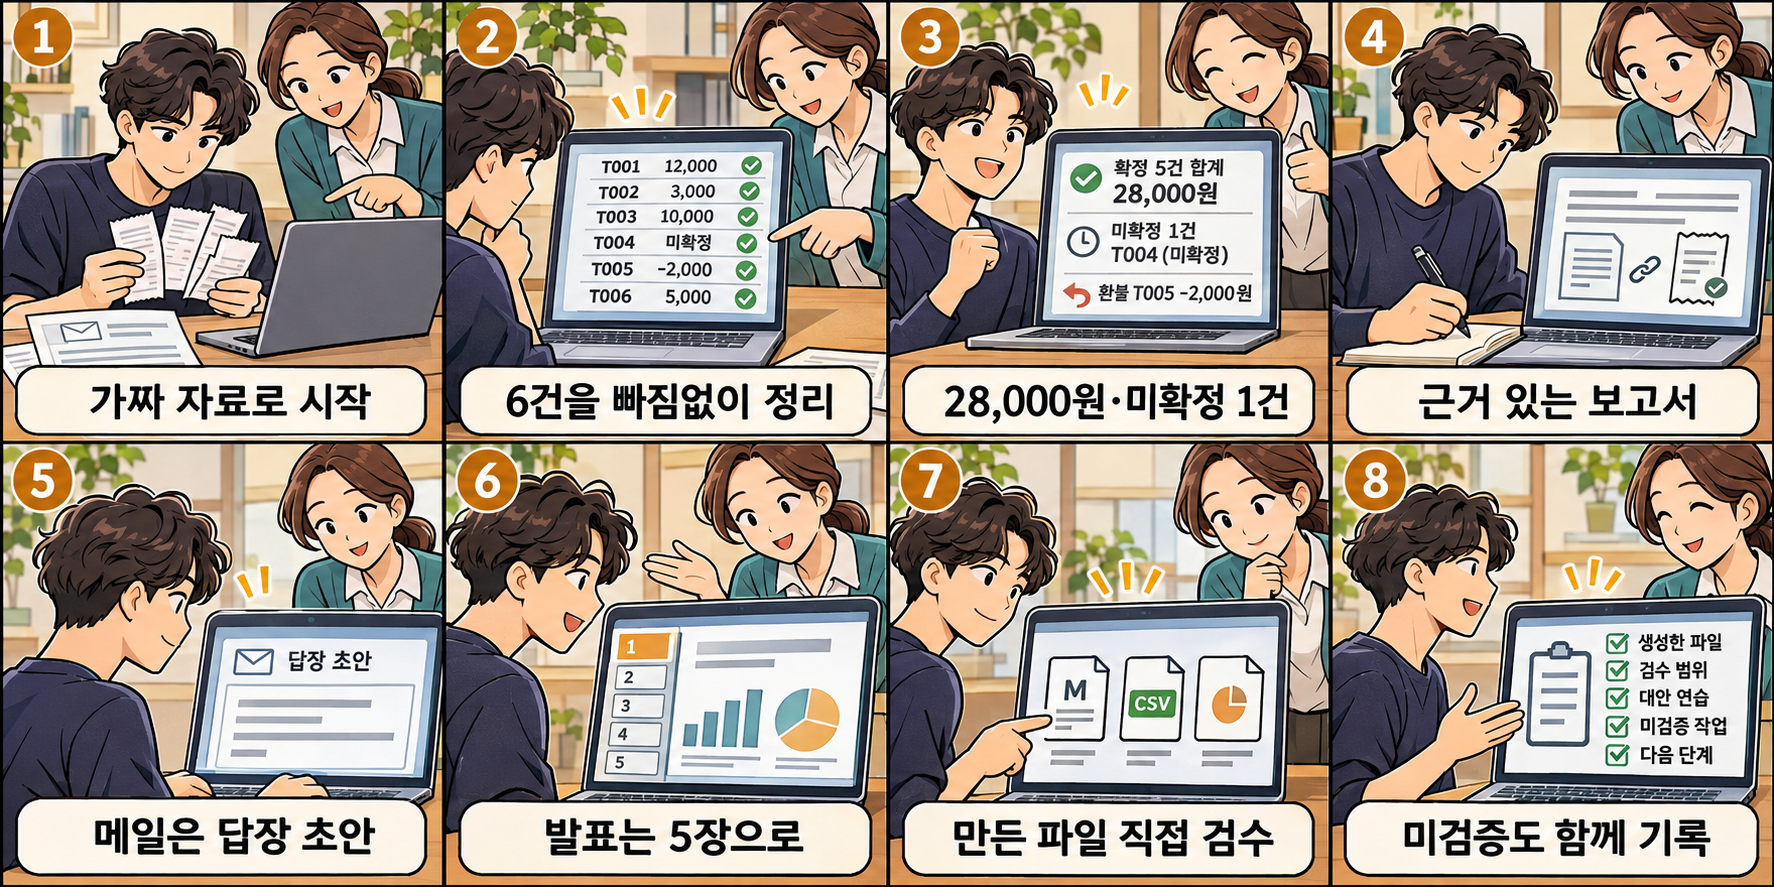 1
가짜 자료로 시작
2
T001 12,000
T002 3,000
T003 10,000
T004 미확정
T005 -2,000
T006 5,000
6건을 빠짐없이 정리
3
확정 5건 합계
28,000원
미확정 1건
T004 (미확정)
환불 T005 -2,000원
28,000원·미확정 1건
4
근거 있는 보고서
5
답장 초안
메일은 답장 초안
6
1
2
3
4
5
발표는 5장으로
7
M
CSV
만든 파일 직접 검수
8
생성한 파일
검수 범위
대안 연습
미검증 작업
다음 단계
미검증도 함께 기록